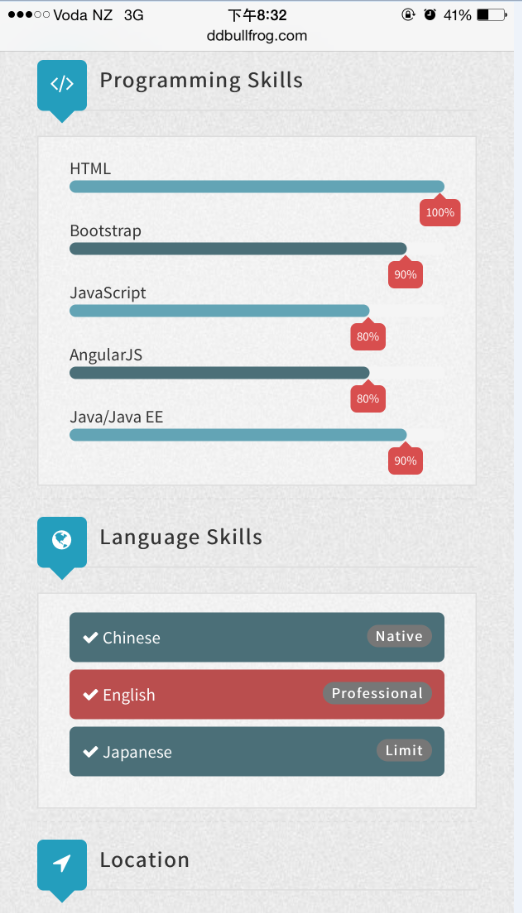 Voda NZ 3G 下午8:32 41%
ddbullfrog.com
Programming Skills
HTML
100%
Bootstrap
90%
JavaScript
80%
AngularJS
80%
Java/Java EE
90%
Language Skills
Chinese Native
English Professional
Japanese Limit
Location